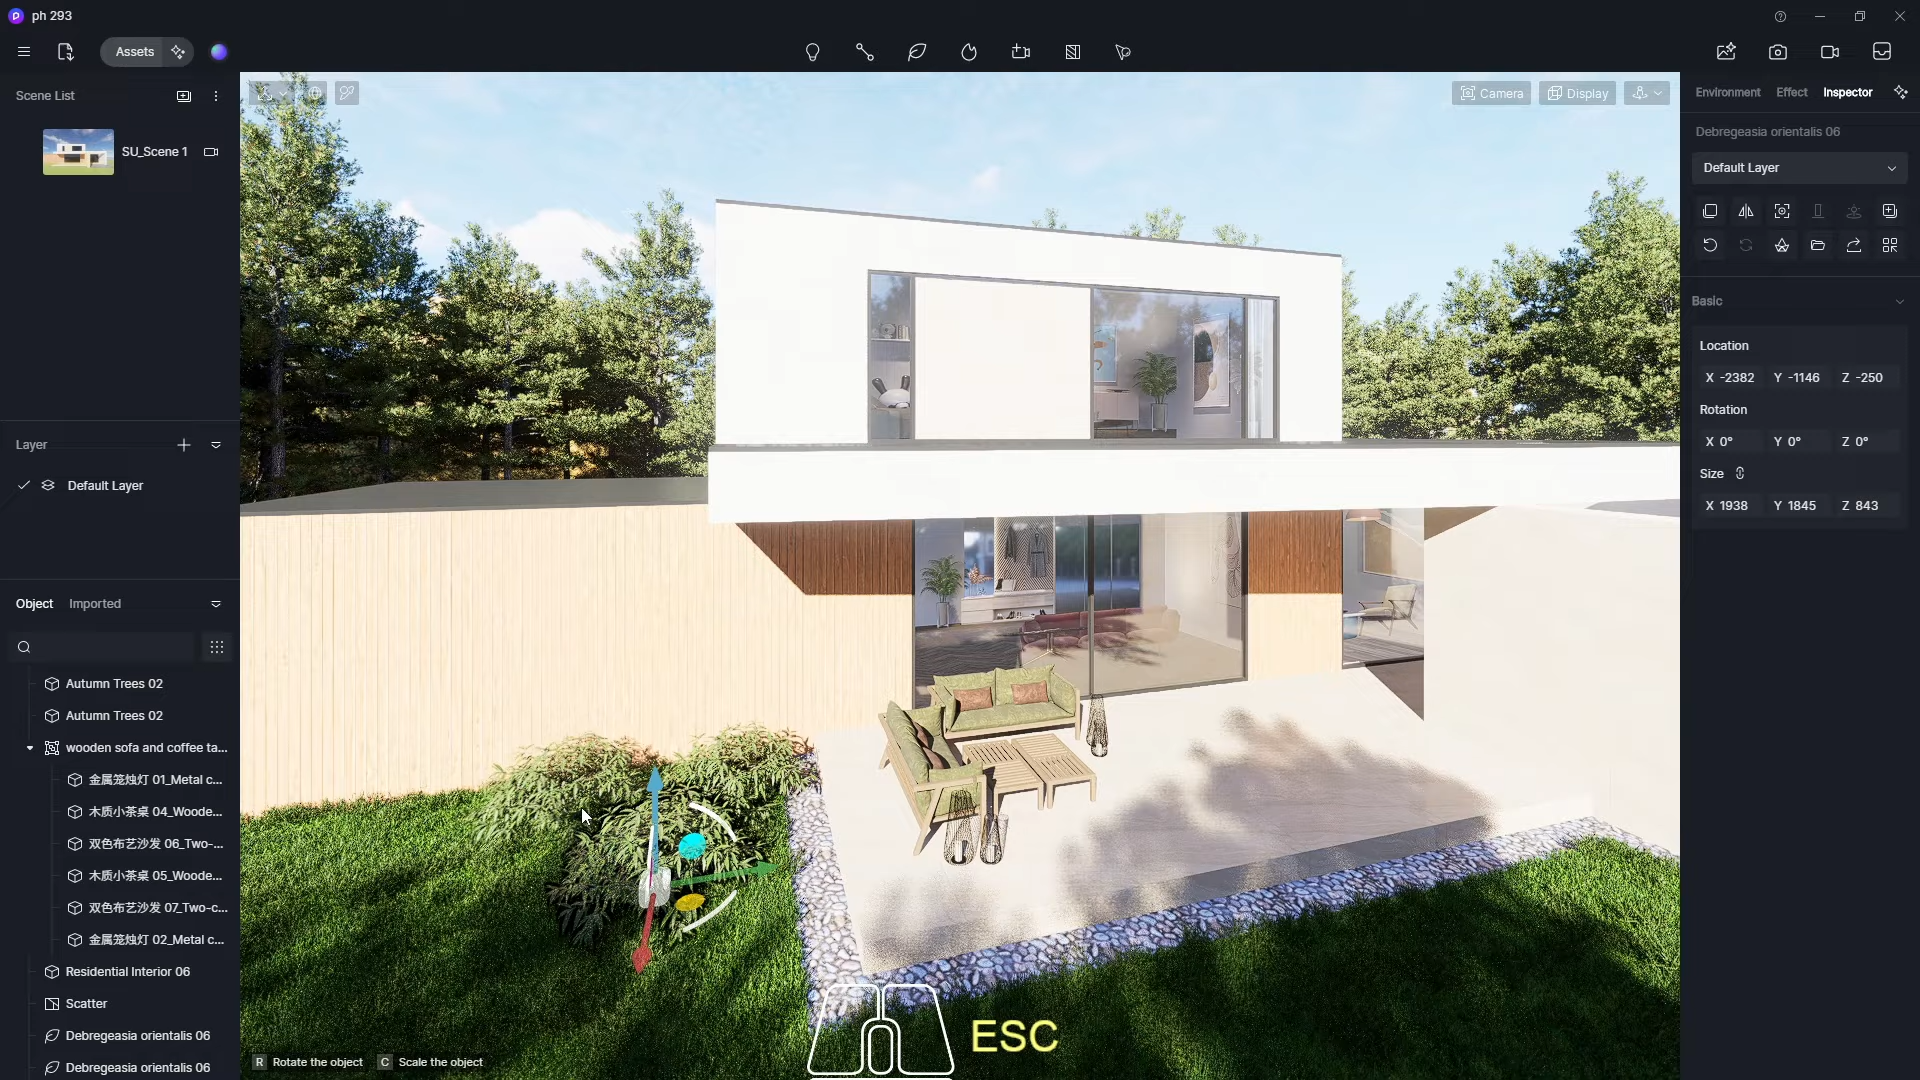 ph 293
Assets
Scene List
SU_Scene 1
Layer
Default Layer
Object Imported
Autumn Trees 02
Autumn Trees 02
wooden sofa and coffee ta...
金属笼烛灯 01_Metal c...
木质小茶桌 04_Woode...
双色布艺沙发 06_Two-...
木质小茶桌 05_Woode...
双色布艺沙发 07_Two-c...
金属笼烛灯 02_Metal c...
Residential Interior 06
Scatter
Debregeasia orientalis 06
Debregeasia orientalis 06
Camera Display
R Rotate the object C Scale the object
ESC
Environment Effect Inspector
Debregeasia orientalis 06
Default Layer
Basic
Location
X -2382 Y -1146 Z -250
Rotation
X 0° Y 0° Z 0°
Size
X 1938 Y 1845 Z 843